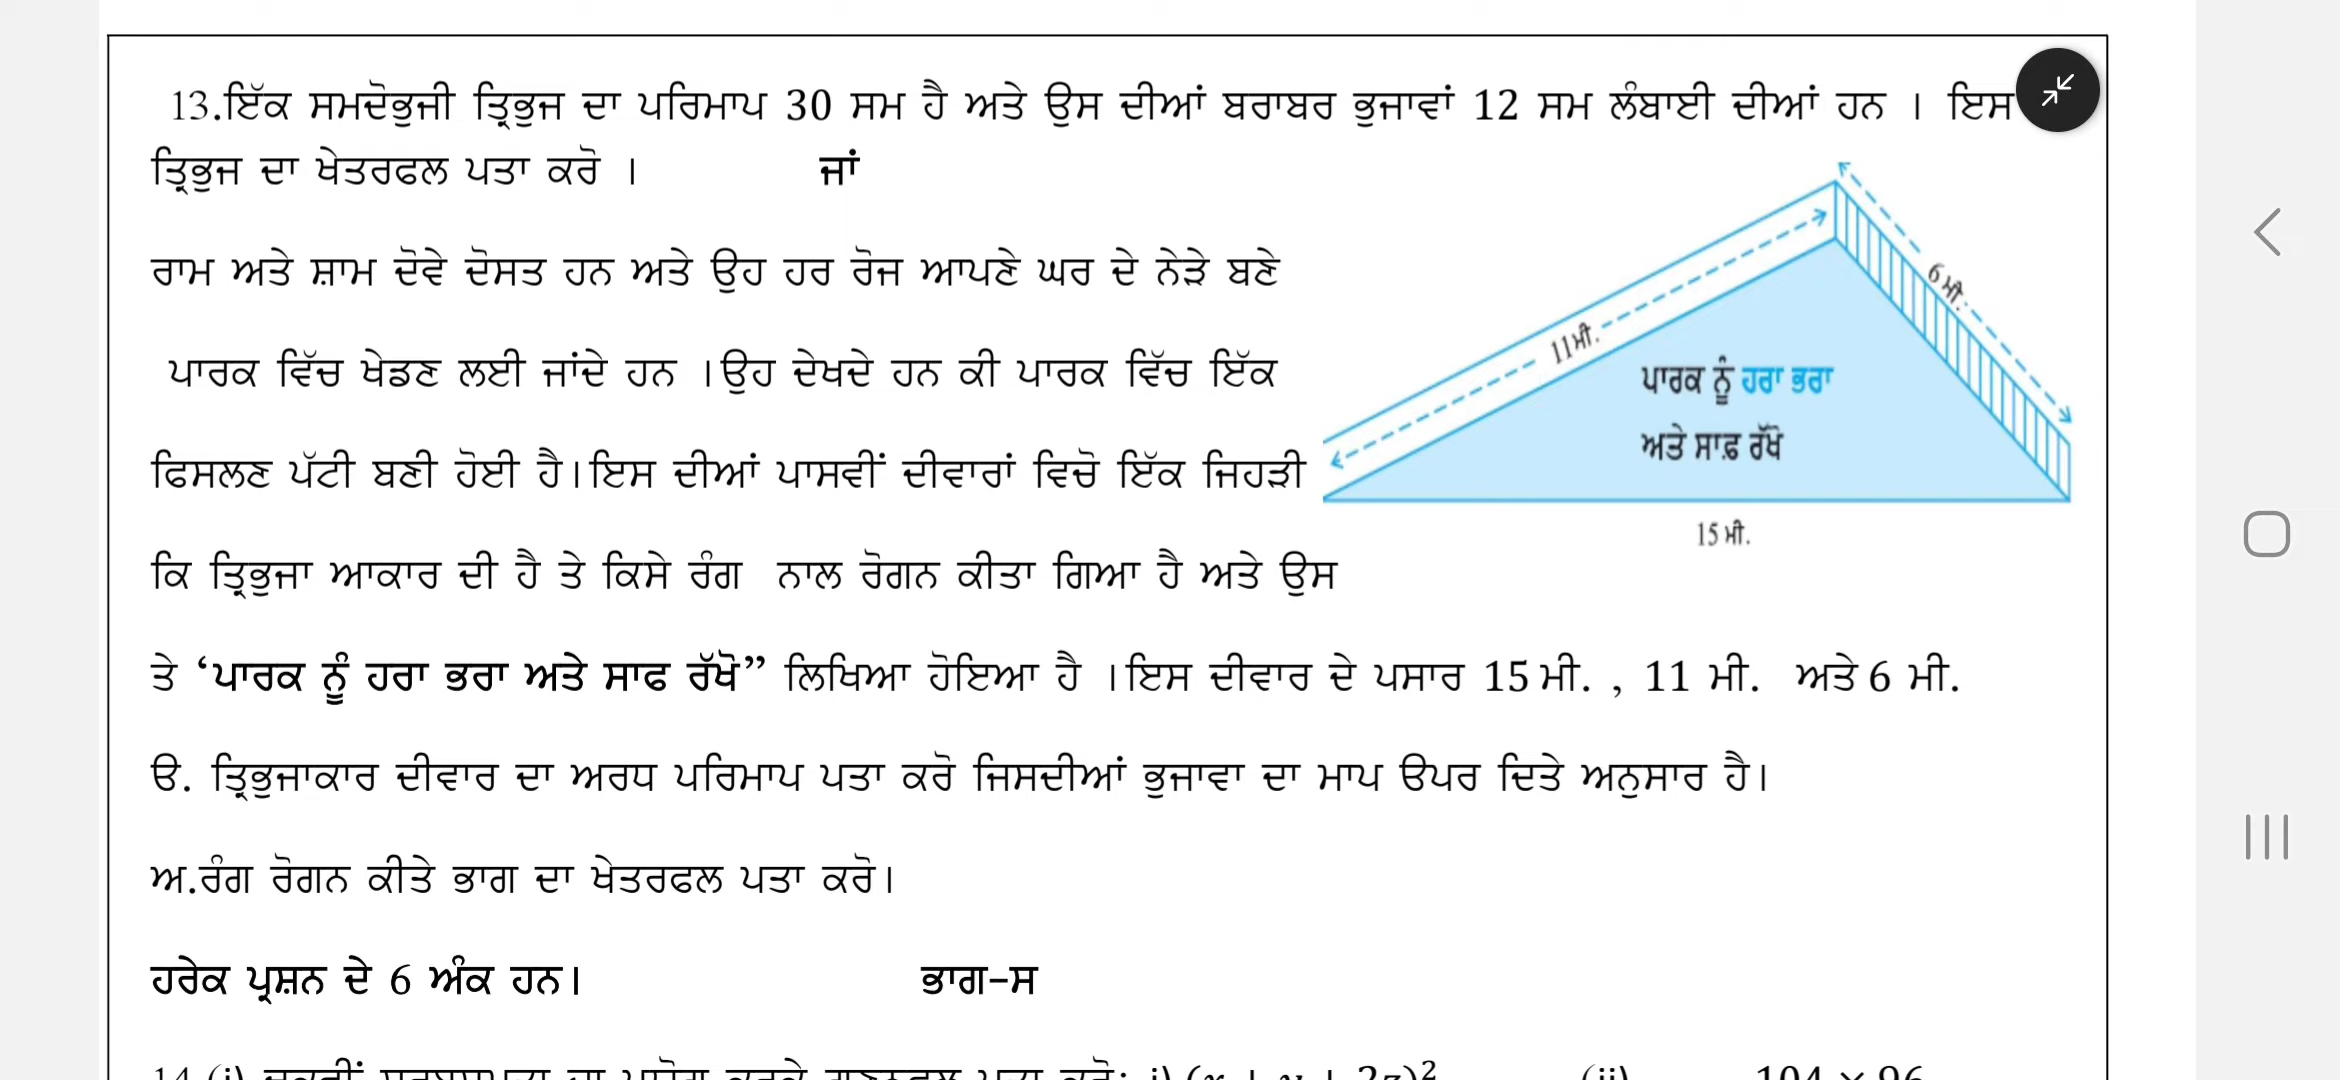 13.ਇੱਕ ਸਮਦੋਭੁਜੀ ਤ੍ਰਿਭੁਜ ਦਾ ਪਰਿਮਾਪ 30 ਸਮ ਹੈ ਅਤੇ ਉਸ ਦੀਆਂ ਬਰਾਬਰ ਭੁਜਾਵਾਂ 12 ਸਮ ਲੰਬਾਈ ਦੀਆਂ ਹਨ । ਇਸ
ਤ੍ਰਿਭੁਜ ਦਾ ਖੇਤਰਫਲ ਪਤਾ ਕਰੋ । ਜਾਂ
ਰਾਮ ਅਤੇ ਸ਼ਾਮ ਦੋਵੇ ਦੋਸਤ ਹਨ ਅਤੇ ਉਹ ਹਰ ਰੋਜ ਆਪਣੇ ਘਰ ਦੇ ਨੇੜੇ ਬਣੇ
ਪਾਰਕ ਵਿੱਚ ਖੇਡਣ ਲਈ ਜਾਂਦੇ ਹਨ ।ਉਹ ਦੇਖਦੇ ਹਨ ਕੀ ਪਾਰਕ ਵਿੱਚ ਇੱਕ
ਫਿਸਲਣ ਪੱਟੀ ਬਣੀ ਹੋਈ ਹੈ।ਇਸ ਦੀਆਂ ਪਾਸਵੀਂ ਦੀਵਾਰਾਂ ਵਿਚੋ ਇੱਕ ਜਿਹੜੀ
ਕਿ ਤ੍ਰਿਭੁਜਾ ਆਕਾਰ ਦੀ ਹੈ ਤੇ ਕਿਸੇ ਰੰਗ ਨਾਲ ਰੋਗਨ ਕੀਤਾ ਗਿਆ ਹੈ ਅਤੇ ਉਸ
ਤੇ ‘ਪਾਰਕ ਨੂੰ ਹਰਾ ਭਰਾ ਅਤੇ ਸਾਫ ਰੱਖੋ” ਲਿਖਿਆ ਹੋਇਆ ਹੈ ।ਇਸ ਦੀਵਾਰ ਦੇ ਪਸਾਰ 15 ਮੀ. , 11 ਮੀ. ਅਤੇ 6 ਮੀ.
11 ਮੀ.
6 ਮੀ.
ਪਾਰਕ ਨੂੰ ਹਰਾ ਭਰਾ
ਅਤੇ ਸਾਫ਼ ਰੱਖੋ
15 ਮੀ.
ੳ. ਤ੍ਰਿਭੁਜਾਕਾਰ ਦੀਵਾਰ ਦਾ ਅਰਧ ਪਰਿਮਾਪ ਪਤਾ ਕਰੋ ਜਿਸਦੀਆਂ ਭੁਜਾਵਾ ਦਾ ਮਾਪ ੳਪਰ ਦਿਤੇ ਅਨੁਸਾਰ ਹੈ।
ਅ.ਰੰਗ ਰੋਗਨ ਕੀਤੇ ਭਾਗ ਦਾ ਖੇਤਰਫਲ ਪਤਾ ਕਰੋ।
ਹਰੇਕ ਪ੍ਰਸ਼ਨ ਦੇ 6 ਅੰਕ ਹਨ। ਭਾਗ-ਸ